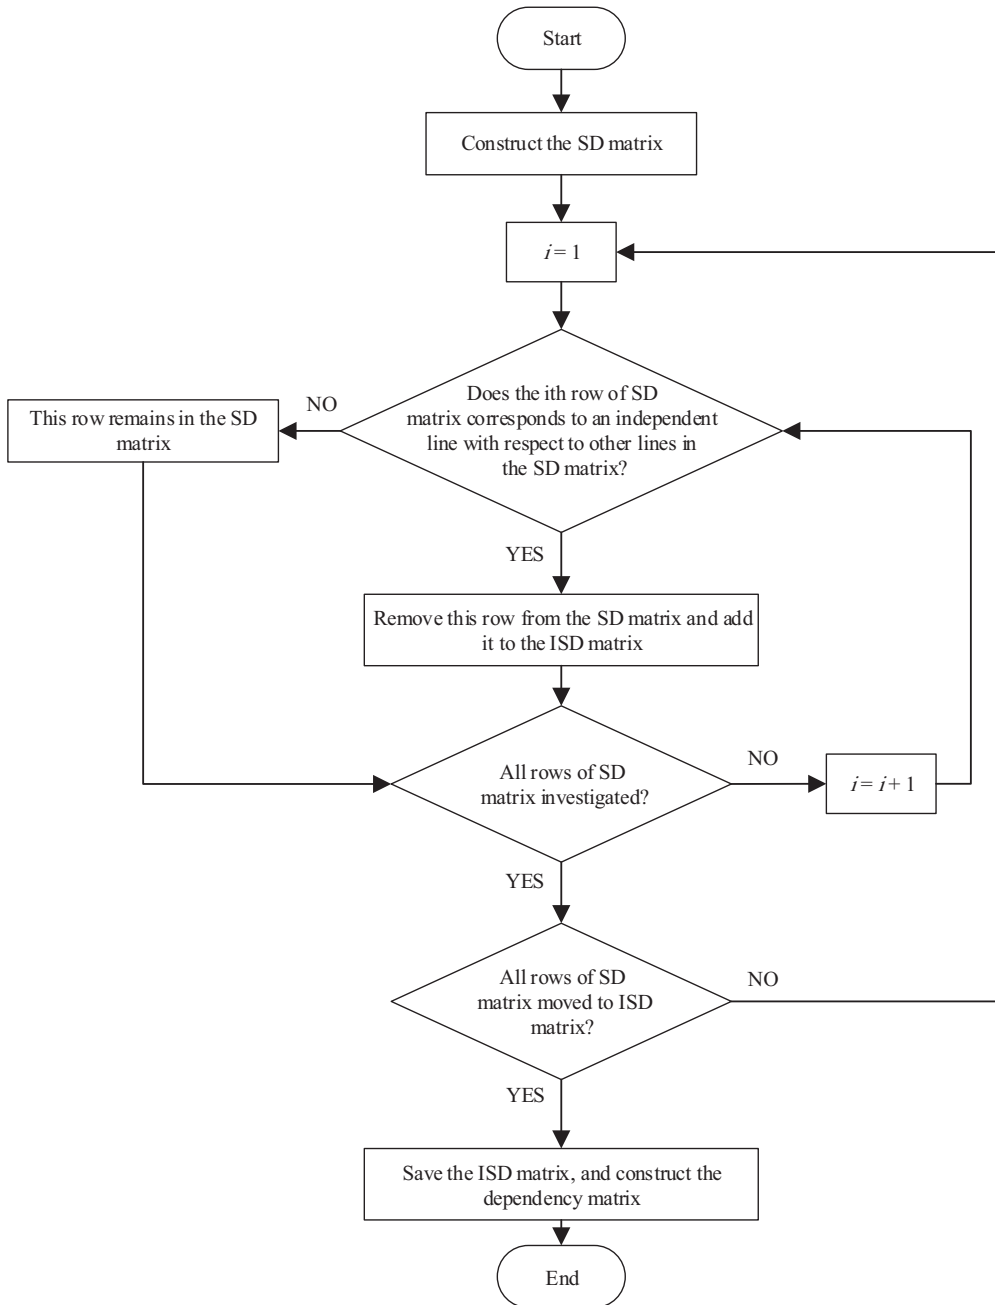 Start
Construct the SD matrix
i = 1
Does the ith row of SD
matrix corresponds to an independent
line with respect to other lines in
the SD matrix?
NO
This row remains in the SD
matrix
YES
Remove this row from the SD matrix and add
it to the ISD matrix
All rows of SD
matrix investigated?
NO
i = i + 1
YES
All rows of SD
matrix moved to ISD
matrix?
NO
YES
Save the ISD matrix, and construct the
dependency matrix
End